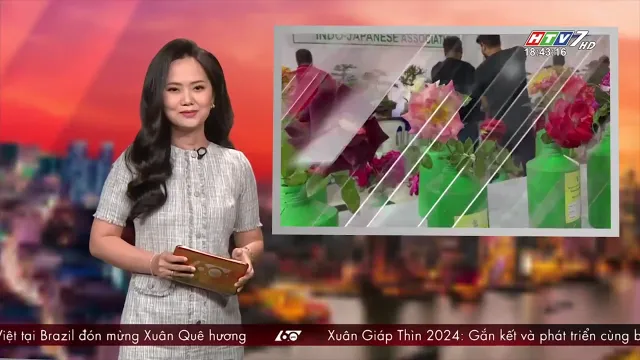 INDO-JAPANESE ASSOCIAT
HTV7 HD
18:43:16
Việt tại Brazil đón mừng Xuân Quê hương
60
Xuân Giáp Thìn 2024: Gắn kết và phát triển cùng b